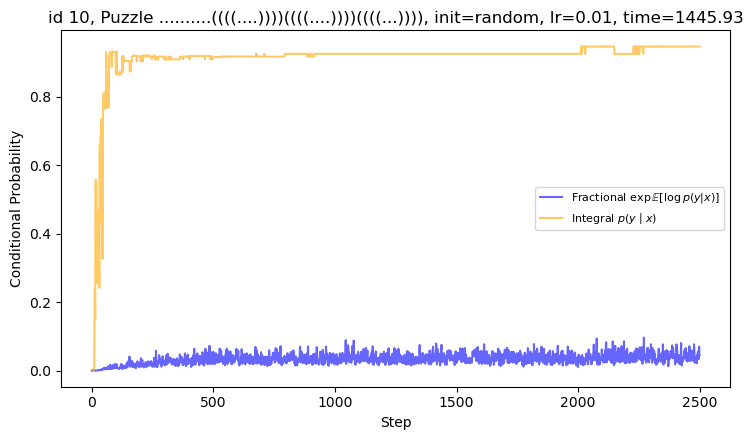 id 10, Puzzle ..........((((....))))((((....))))((((...)))), init=random, lr=0.01, time=1445.93
Conditional Probability
0.8
0.6
0.4
0.2
0.0
Fractional exp𝔼[log p(y|x)]
Integral p(y | x)
0 500 1000 1500 2000 2500
Step